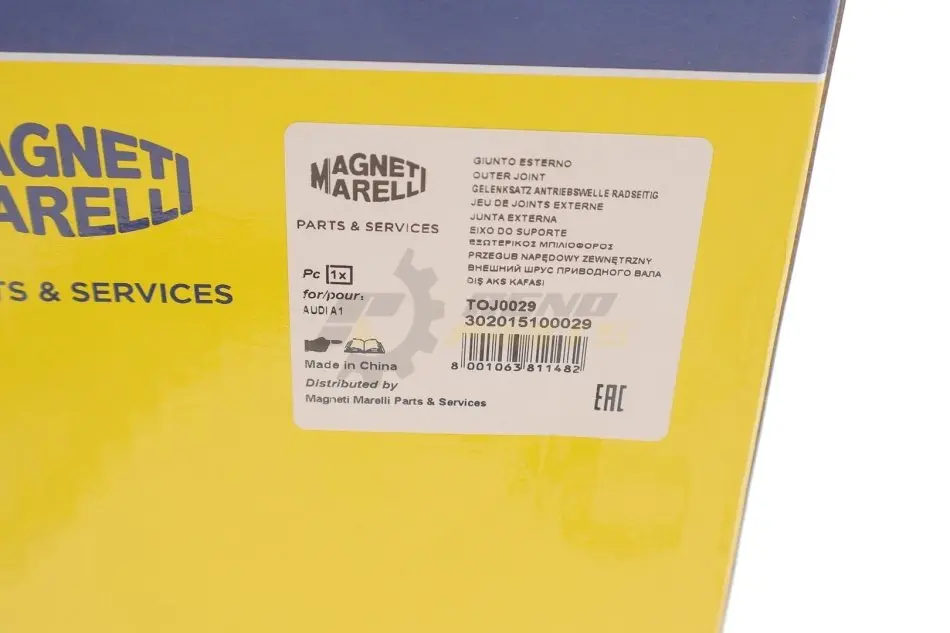 AGNETI
ARELLI
TS & SERVICES
MAGNETI
MARELLI
PARTS & SERVICES
Pc 1x
for/pour:
AUDI A1
Made in China
Distributed by
Magneti Marelli Parts & Services
GIUNTO ESTERNO
OUTER JOINT
GELENKSATZ ANTRIEBSWELLE RADSEITIG
JEU DE JOINTS EXTERNE
JUNTA EXTERNA
EIXO DO SUPORTE
ΕΞΩΤΕΡΙΚΟΣ ΜΠΙΛΙΟΦΟΡΟΣ
PRZEGUB NAPĘDOWY ZEWNĘTRZNY
ВНЕШНИЙ ШРУС ПРИВОДНОГО ВАЛА
DIŞ AKS KAFASI
TOJ0029
302015100029
8 001063 811482
EAC